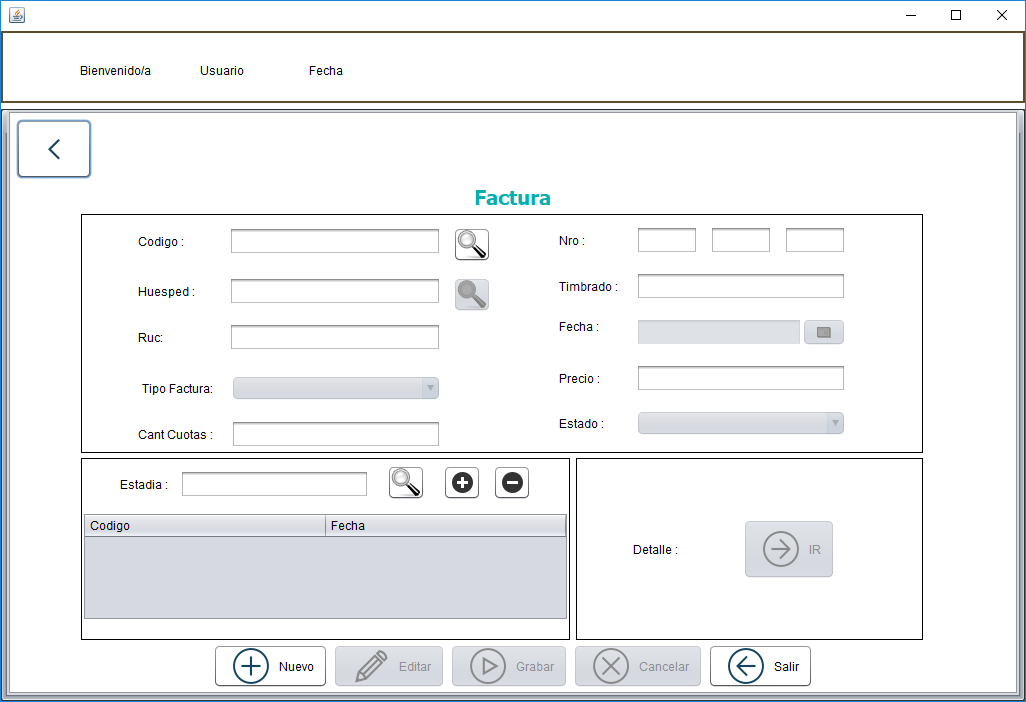 Bienvenido/a Usuario Fecha
Factura
Codigo :
Nro :
Huesped :
Timbrado :
Ruc:
Fecha :
Tipo Factura:
Precio :
Cant Cuotas :
Estado :
Estadia :
Codigo Fecha
Detalle :
IR
Nuevo Editar Grabar Cancelar Salir